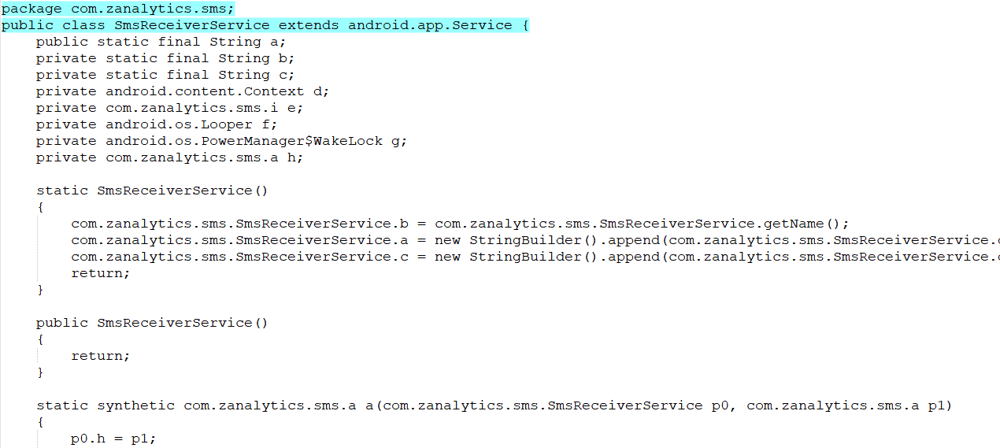 package com.zanalytics.sms;
public class SmsReceiverService extends android.app.Service {
public static final String a;
private static final String b;
private static final String c;
private android.content.Context d;
private com.zanalytics.sms.i e;
private android.os.Looper f;
private android.os.PowerManager$WakeLock g;
private com.zanalytics.sms.a h;
static SmsReceiverService()
{
com.zanalytics.sms.SmsReceiverService.b = com.zanalytics.sms.SmsReceiverService.getName();
com.zanalytics.sms.SmsReceiverService.a = new StringBuilder().append(com.zanalytics.sms.SmsReceiverService.
com.zanalytics.sms.SmsReceiverService.c = new StringBuilder().append(com.zanalytics.sms.SmsReceiverService.
return;
}
public SmsReceiverService()
{
return;
}
static synthetic com.zanalytics.sms.a a(com.zanalytics.sms.SmsReceiverService p0, com.zanalytics.sms.a p1)
{
p0.h = p1;